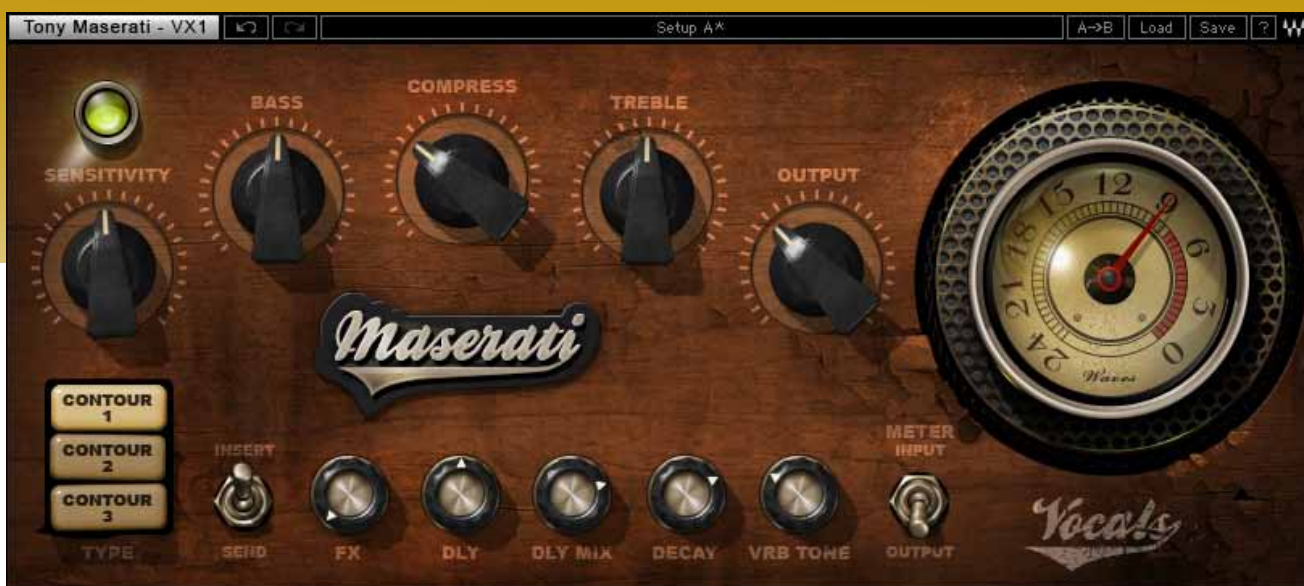 Tony Maserati - VX1
Setup A*
A->B
Load
Save
?
SENSITIVITY
BASS
COMPRESS
TREBLE
OUTPUT
12
15
18
21
24
9
6
3
0
Waves
Maserati
CONTOUR
1
CONTOUR
2
CONTOUR
3
TYPE
INSERT
SEND
FX
DLY
DLY MIX
DECAY
VRB TONE
METER
INPUT
OUTPUT
Vocals